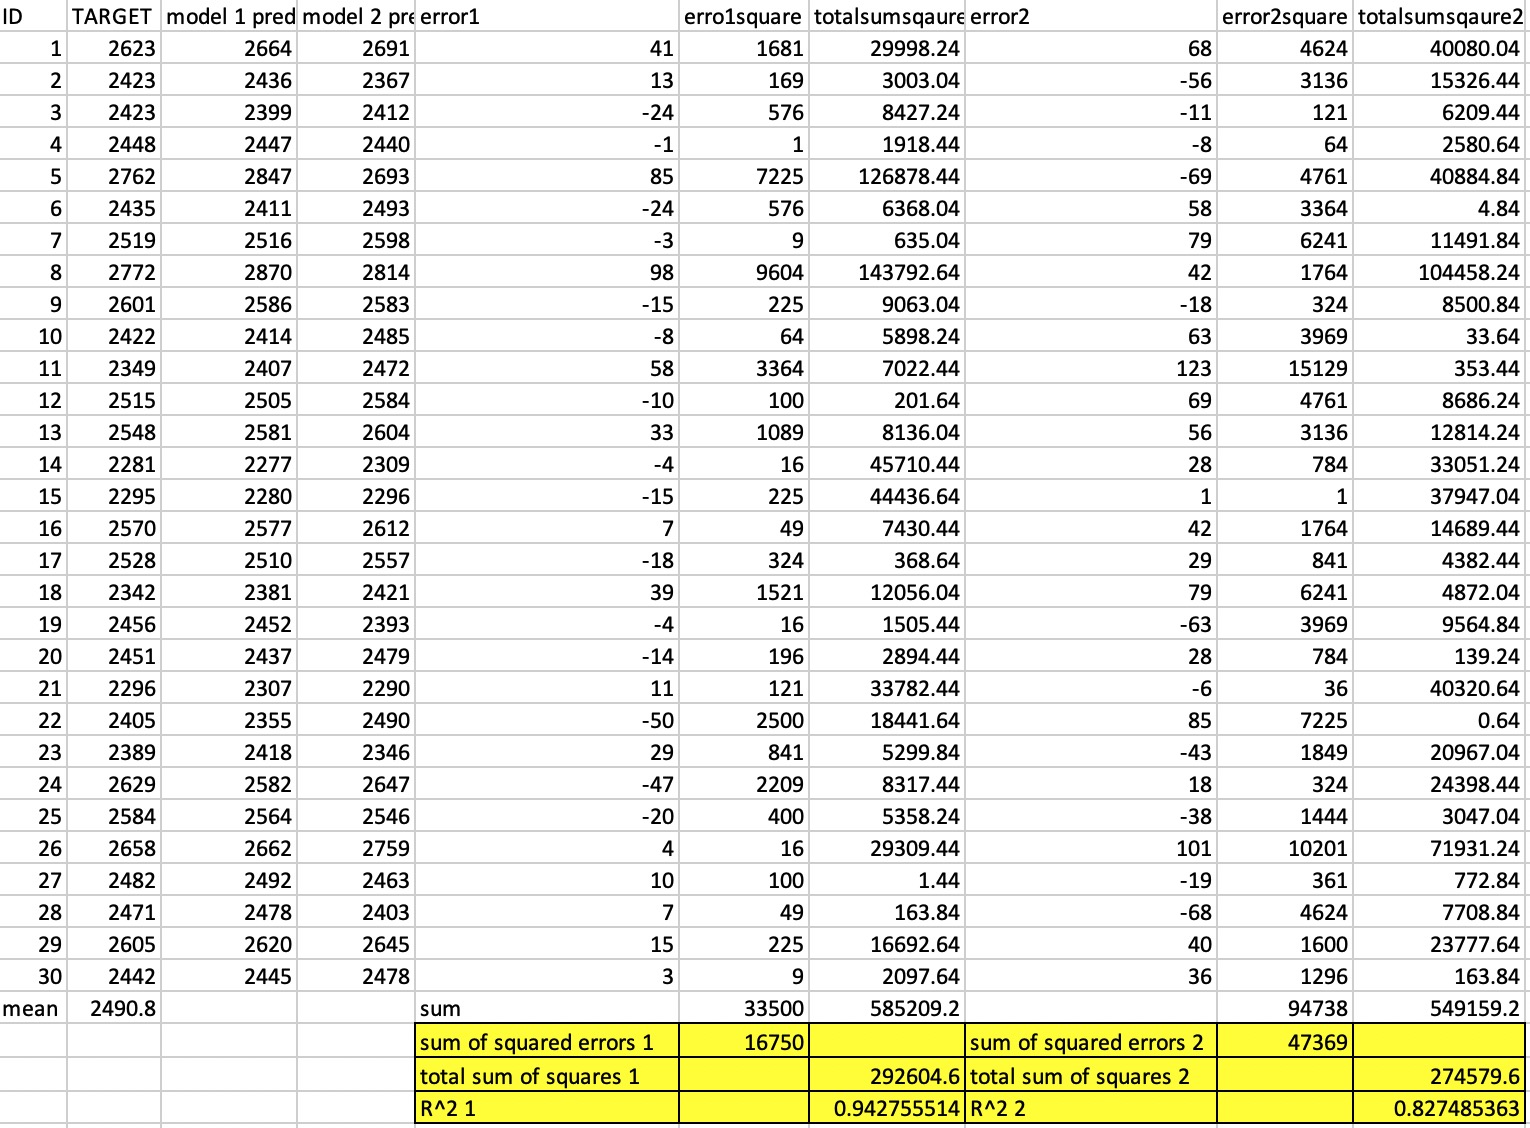 ID TARGET model 1 pred model 2 pre error1 erro1square totalsumsqaure error2 error2square totalsumsqaure2
1 2623 2664 2691 41 1681 29998.24 68 4624 40080.04
2 2423 2436 2367 13 169 3003.04 -56 3136 15326.44
3 2423 2399 2412 -24 576 8427.24 -11 121 6209.44
4 2448 2447 2440 -1 1 1918.44 -8 64 2580.64
5 2762 2847 2693 85 7225 126878.44 -69 4761 40884.84
6 2435 2411 2493 -24 576 6368.04 58 3364 4.84
7 2519 2516 2598 -3 9 635.04 79 6241 11491.84
8 2772 2870 2814 98 9604 143792.64 42 1764 104458.24
9 2601 2586 2583 -15 225 9063.04 -18 324 8500.84
10 2422 2414 2485 -8 64 5898.24 63 3969 33.64
11 2349 2407 2472 58 3364 7022.44 123 15129 353.44
12 2515 2505 2584 -10 100 201.64 69 4761 8686.24
13 2548 2581 2604 33 1089 8136.04 56 3136 12814.24
14 2281 2277 2309 -4 16 45710.44 28 784 33051.24
15 2295 2280 2296 -15 225 44436.64 1 1 37947.04
16 2570 2577 2612 7 49 7430.44 42 1764 14689.44
17 2528 2510 2557 -18 324 368.64 29 841 4382.44
18 2342 2381 2421 39 1521 12056.04 79 6241 4872.04
19 2456 2452 2393 -4 16 1505.44 -63 3969 9564.84
20 2451 2437 2479 -14 196 2894.44 28 784 139.24
21 2296 2307 2290 11 121 33782.44 -6 36 40320.64
22 2405 2355 2490 -50 2500 18441.64 85 7225 0.64
23 2389 2418 2346 29 841 5299.84 -43 1849 20967.04
24 2629 2582 2647 -47 2209 8317.44 18 324 24398.44
25 2584 2564 2546 -20 400 5358.24 -38 1444 3047.04
26 2658 2662 2759 4 16 29309.44 101 10201 71931.24
27 2482 2492 2463 10 100 1.44 -19 361 772.84
28 2471 2478 2403 7 49 163.84 -68 4624 7708.84
29 2605 2620 2645 15 225 16692.64 40 1600 23777.64
30 2442 2445 2478 3 9 2097.64 36 1296 163.84
mean 2490.8 sum 33500 585209.2 94738 549159.2
sum of squared errors 1 16750 sum of squared errors 2 47369
total sum of squares 1 292604.6 total sum of squares 2 274579.6
R^2 1 0.942755514 R^2 2 0.827485363